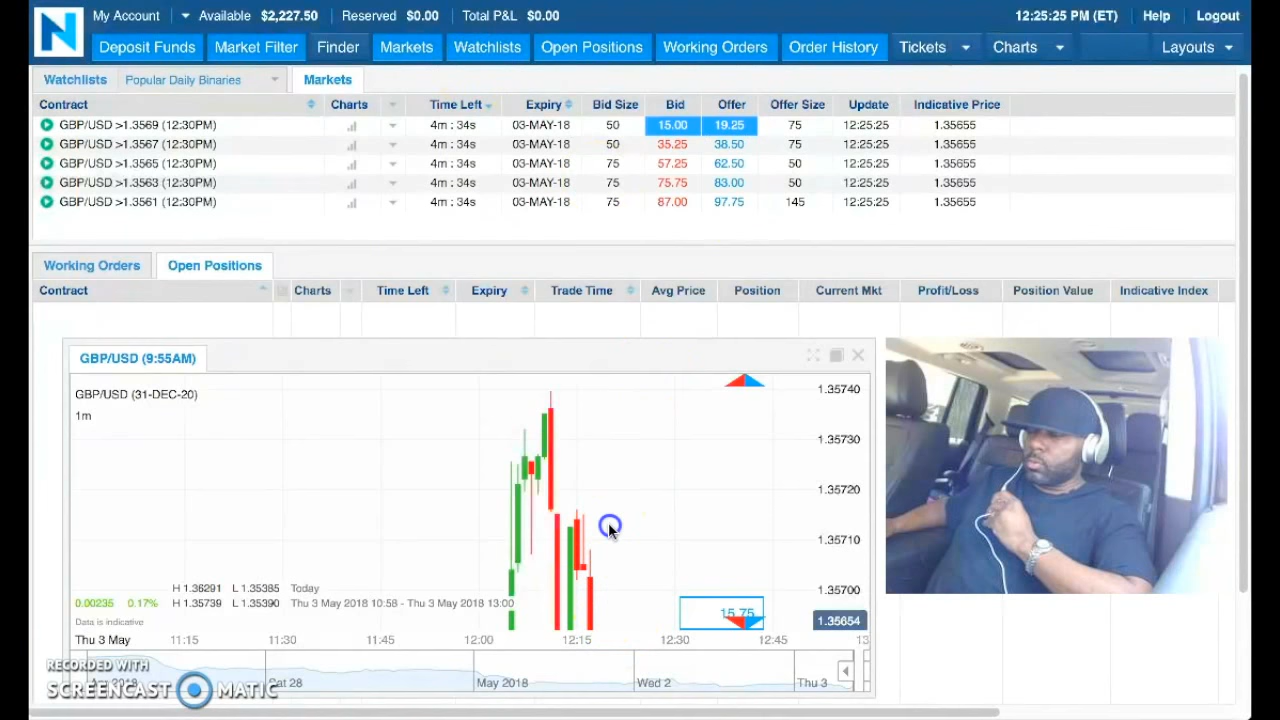 N
My Account Available $2,227.50 Reserved $0.00 Total P&L $0.00 12:25:25 PM (ET) Help Logout
Deposit Funds Market Filter Finder Markets Watchlists Open Positions Working Orders Order History Tickets Charts Layouts
Watchlists Popular Daily Binaries Markets
Contract Charts Time Left Expiry Bid Size Bid Offer Offer Size Update Indicative Price
GBP/USD >1.3569 (12:30PM) 4m : 34s 03-MAY-18 50 15.00 19.25 75 12:25:25 1.35655
GBP/USD >1.3567 (12:30PM) 4m : 34s 03-MAY-18 50 35.25 38.50 75 12:25:25 1.35655
GBP/USD >1.3565 (12:30PM) 4m : 34s 03-MAY-18 75 57.25 62.50 50 12:25:25 1.35655
GBP/USD >1.3563 (12:30PM) 4m : 34s 03-MAY-18 75 75.75 83.00 50 12:25:25 1.35655
GBP/USD >1.3561 (12:30PM) 4m : 34s 03-MAY-18 75 87.00 97.75 145 12:25:25 1.35655
Working Orders Open Positions
Contract Charts Time Left Expiry Trade Time Avg Price Position Current Mkt Profit/Loss Position Value Indicative Index
GBP/USD (9:55AM)
GBP/USD (31-DEC-20)
1m
1.35740
1.35730
1.35720
1.35710
1.35700
H 1.36291 L 1.35385 Today
0.00235 0.17% H 1.35739 L 1.35390 Thu 3 May 2018 10:58 - Thu 3 May 2018 13:00
15.75
1.35654
Data is indicative
Thu 3 May 11:15 11:30 11:45 12:00 12:15 12:30 12:45 13
RECORDED WITH
Sat 28 May 2018 Wed 2 Thu 3
SCREENCAST MATIC